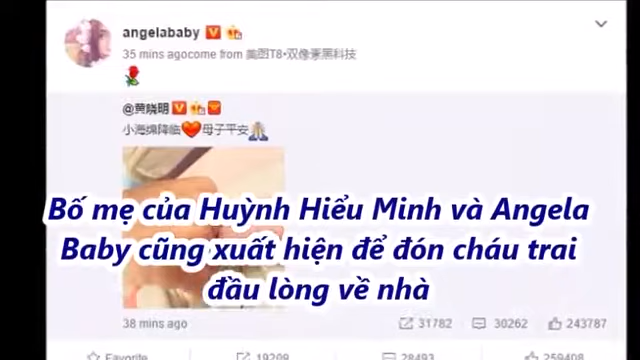 angelababy
35 mins agocome from 美图T8•双像素黑科技
@黄晓明
小海绵降临❤母子平安🙏
Bố mẹ của Huỳnh Hiểu Minh và Angela
Baby cũng xuất hiện để đón cháu trai
đầu lòng về nhà
38 mins ago 31782 30262 243787
Favorite 19209 28493 259408